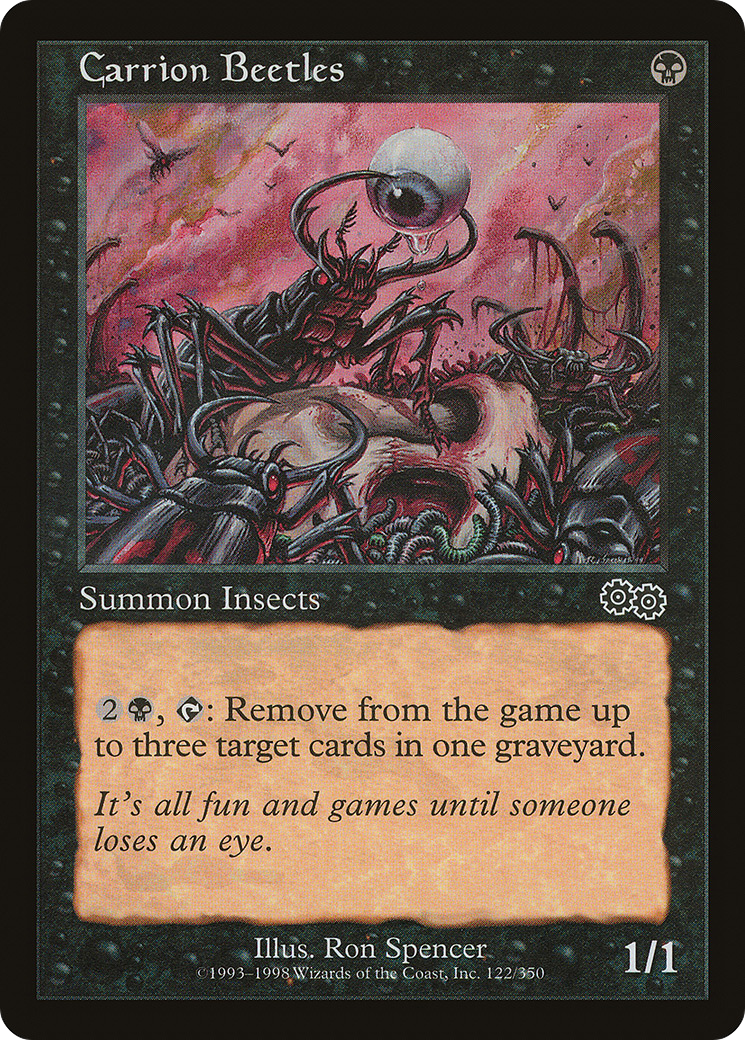 Carrion Beetles
Summon Insects
2, : Remove from the game up
to three target cards in one graveyard.
It's all fun and games until someone
loses an eye.
Illus. Ron Spencer
©1993–1998 Wizards of the Coast, Inc. 122/350
1/1